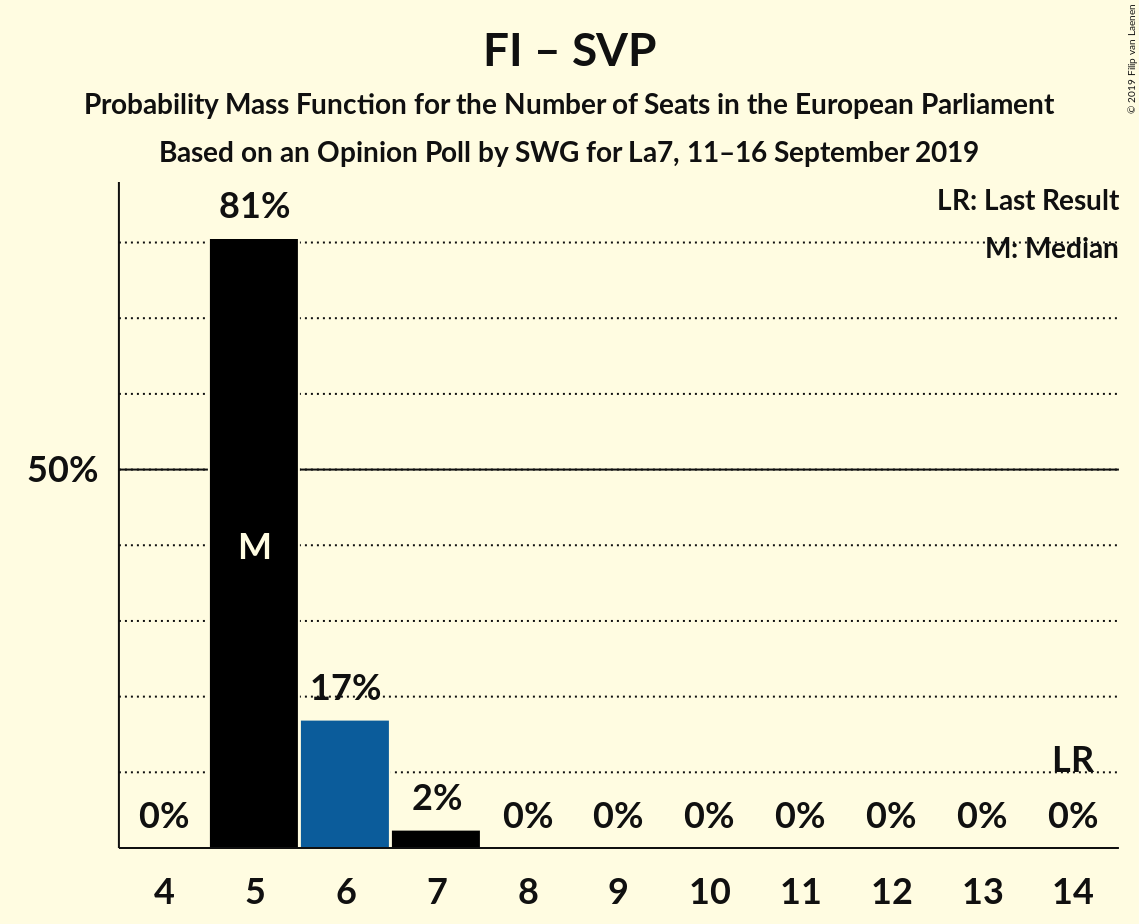 FI – SVP
Probability Mass Function for the Number of Seats in the European Parliament
Based on an Opinion Poll by SWG for La7, 11–16 September 2019
© 2019 Filip van Laenen
LR: Last Result
M: Median
81%
50%
M
17%
LR
2%
0% 0% 0% 0% 0% 0% 0% 0%
4 5 6 7 8 9 10 11 12 13 14